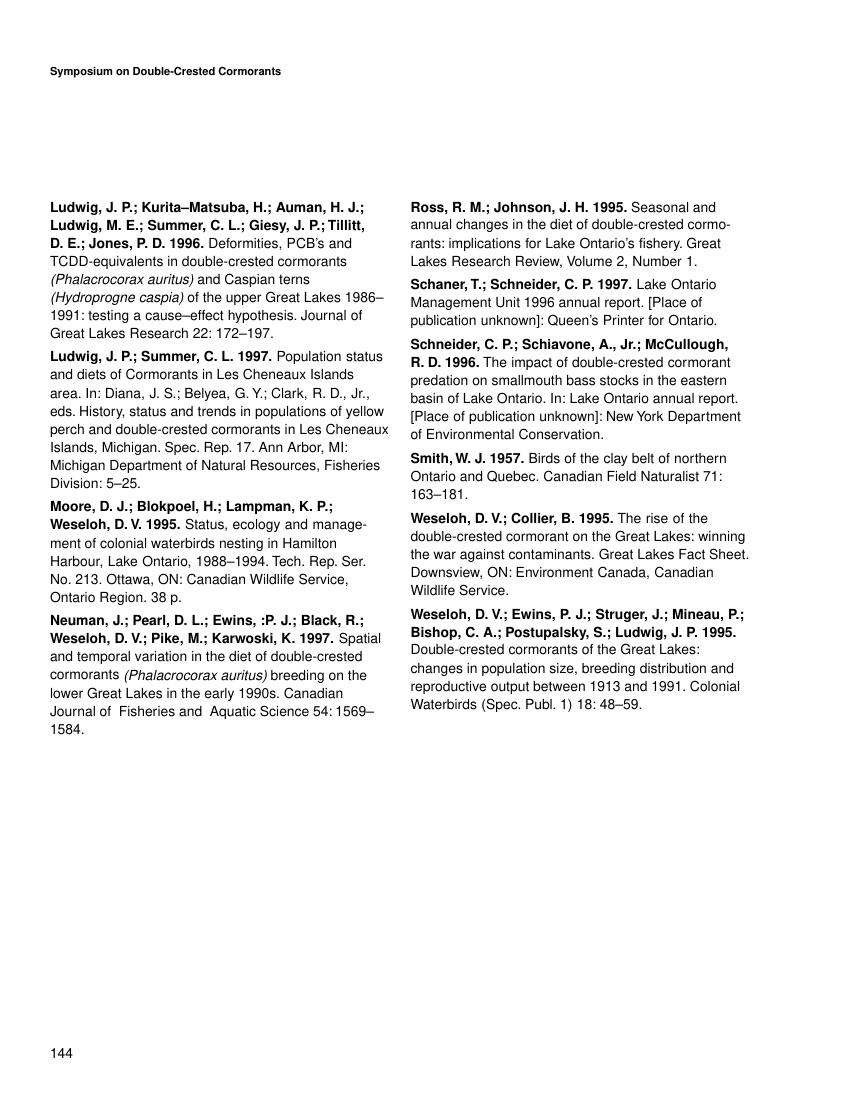 Symposium on Double-Crested Cormorants
Ludwig, J. P.; Kurita–Matsuba, H.; Auman, H. J.;
Ludwig, M. E.; Summer, C. L.; Giesy, J. P.; Tillitt,
D. E.; Jones, P. D. 1996. Deformities, PCB's and
TCDD-equivalents in double-crested cormorants
(Phalacrocorax auritus) and Caspian terns
(Hydroprogne caspia) of the upper Great Lakes 1986–
1991: testing a cause–effect hypothesis. Journal of
Great Lakes Research 22: 172–197.
Ludwig, J. P.; Summer, C. L. 1997. Population status
and diets of Cormorants in Les Cheneaux Islands
area. In: Diana, J. S.; Belyea, G. Y.; Clark, R. D., Jr.,
eds. History, status and trends in populations of yellow
perch and double-crested cormorants in Les Cheneaux
Islands, Michigan. Spec. Rep. 17. Ann Arbor, MI:
Michigan Department of Natural Resources, Fisheries
Division: 5–25.
Moore, D. J.; Blokpoel, H.; Lampman, K. P.;
Weseloh, D. V. 1995. Status, ecology and manage-
ment of colonial waterbirds nesting in Hamilton
Harbour, Lake Ontario, 1988–1994. Tech. Rep. Ser.
No. 213. Ottawa, ON: Canadian Wildlife Service,
Ontario Region. 38 p.
Neuman, J.; Pearl, D. L.; Ewins, :P. J.; Black, R.;
Weseloh, D. V.; Pike, M.; Karwoski, K. 1997. Spatial
and temporal variation in the diet of double-crested
cormorants (Phalacrocorax auritus) breeding on the
lower Great Lakes in the early 1990s. Canadian
Journal of Fisheries and Aquatic Science 54: 1569–
1584.
Ross, R. M.; Johnson, J. H. 1995. Seasonal and
annual changes in the diet of double-crested cormo-
rants: implications for Lake Ontario's fishery. Great
Lakes Research Review, Volume 2, Number 1.
Schaner, T.; Schneider, C. P. 1997. Lake Ontario
Management Unit 1996 annual report. [Place of
publication unknown]: Queen's Printer for Ontario.
Schneider, C. P.; Schiavone, A., Jr.; McCullough,
R. D. 1996. The impact of double-crested cormorant
predation on smallmouth bass stocks in the eastern
basin of Lake Ontario. In: Lake Ontario annual report.
[Place of publication unknown]: New York Department
of Environmental Conservation.
Smith, W. J. 1957. Birds of the clay belt of northern
Ontario and Quebec. Canadian Field Naturalist 71:
163–181.
Weseloh, D. V.; Collier, B. 1995. The rise of the
double-crested cormorant on the Great Lakes: winning
the war against contaminants. Great Lakes Fact Sheet.
Downsview, ON: Environment Canada, Canadian
Wildlife Service.
Weseloh, D. V.; Ewins, P. J.; Struger, J.; Mineau, P.;
Bishop, C. A.; Postupalsky, S.; Ludwig, J. P. 1995.
Double-crested cormorants of the Great Lakes:
changes in population size, breeding distribution and
reproductive output between 1913 and 1991. Colonial
Waterbirds (Spec. Publ. 1) 18: 48–59.
144